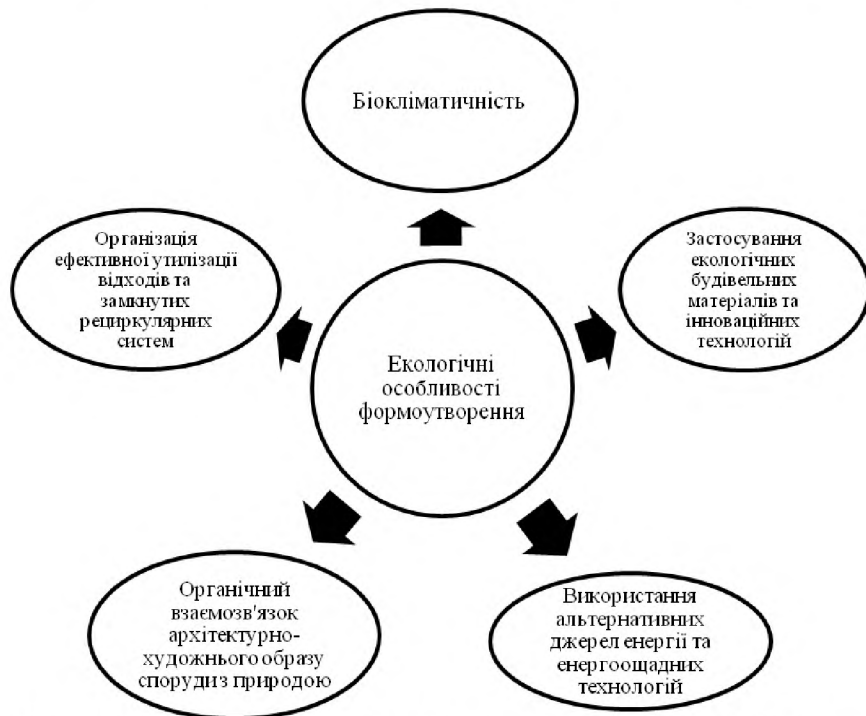 Біокліматичність
Організація
ефективної утилізації
відходів та
замкнутих
рециркулярних
систем
Застосування
екологічних
будівельних
матеріалів та
інноваційних
технологій
Екологічні
особливості
формоутворення
Органічний
взаємозв'язок
архітектурно-
художнього образу
споруди з природою
Використання
альтернативних
джерел енергії та
енергоощадних
технологій